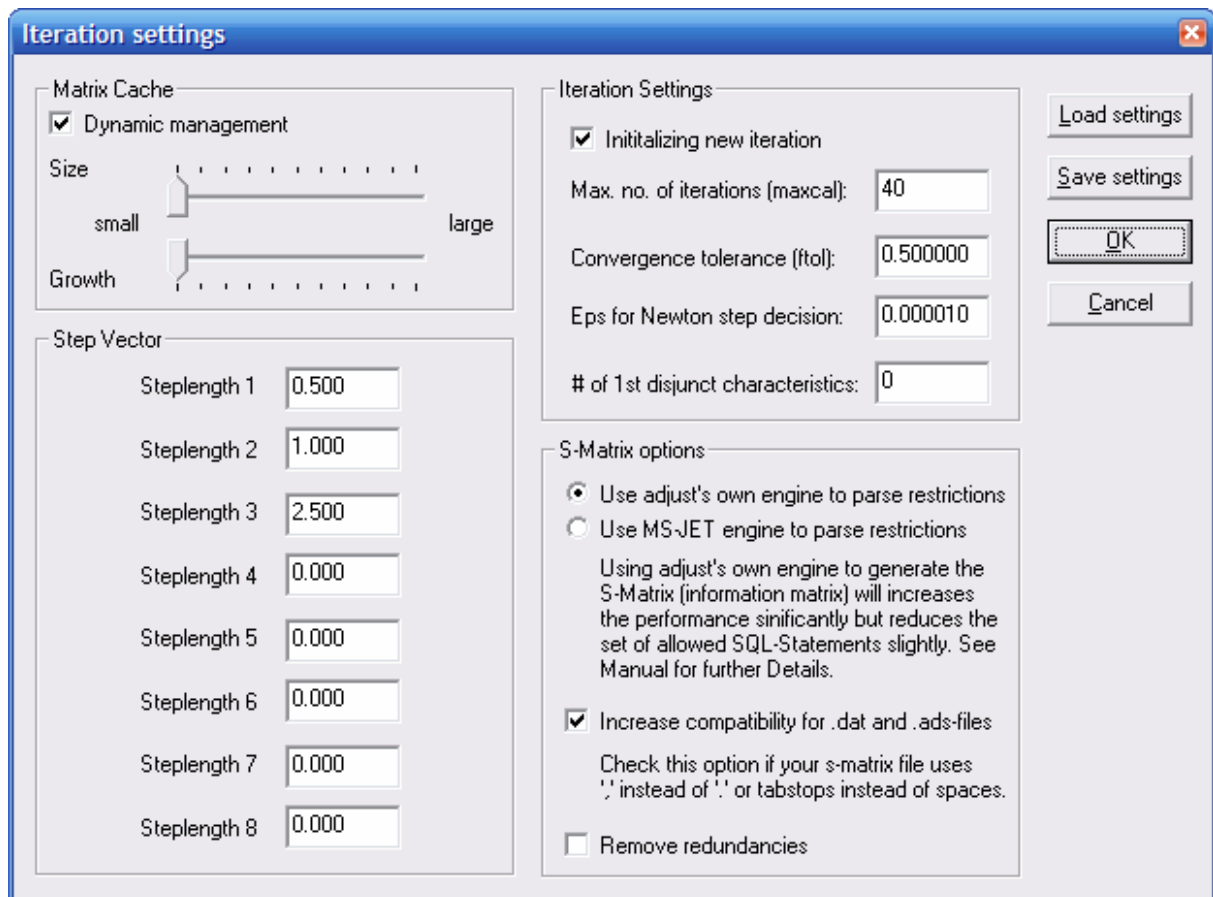 Iteration settings
Matrix Cache
Dynamic management
Size
small
large
Growth
Step Vector
Steplength 1 0.500
Steplength 2 1.000
Steplength 3 2.500
Steplength 4 0.000
Steplength 5 0.000
Steplength 6 0.000
Steplength 7 0.000
Steplength 8 0.000
Iteration Settings
Inititalizing new iteration
Max. no. of iterations (maxcal): 40
Convergence tolerance (ftol): 0.500000
Eps for Newton step decision: 0.000010
# of 1st disjunct characteristics: 0
S-Matrix options
Use adjust's own engine to parse restrictions
Use MS-JET engine to parse restrictions
Using adjust's own engine to generate the
S-Matrix (information matrix) will increases
the performance sinificantly but reduces the
set of allowed SQL-Statements slightly. See
Manual for further Details.
Increase compatibility for .dat and .ads-files
Check this option if your s-matrix file uses
',' instead of '.' or tabstops instead of spaces.
Remove redundancies
Load settings
Save settings
OK
Cancel